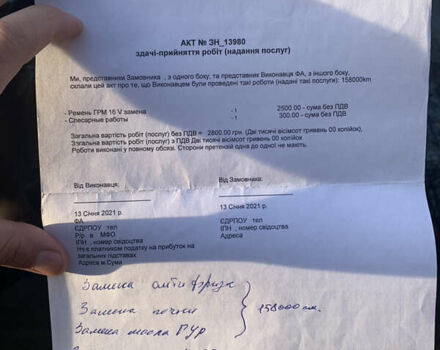 АКТ № ЗН_13980
здачі-прийняття робіт (надання послуг)
Ми, представники Замовника , з одного боку, та представник Виконавця ФА, з іншого боку,
склали цей акт про те, що Виконавцем були проведені такі роботи (надані такі послуги): 158000km
- Ремень ГРМ 16 V замена -1 2500.00 - сума без ПДВ
- Слесарные работы -1 300.00 - сума без ПДВ
Загальна вартість робіт (послуг) без ПДВ = 2800.00 грн. (Дві тисячі вісімсот гривень 00 копійок),
Ззгальна вартість робіт (послуг) з ПДВ Дві тисячі вісімсот гривень 00 копійок
Роботи виконані у повному обсязі. Сторони претензій одна до одної не мають.
Від Виконавця: Від Замовника:
13 Січня 2021 р. 13 Січня 2021 р.
ФА
ЄДРПОУ тел ЄДРПОУ тел
Р/р в МФО ІПН , номер свідоцтва
ІПН , номер свідоцтва Адреса
Не є платником податку на прибуток на
загальних підставах
Адреса м.Суми
Замена антифриза
Замена помпы 158000 км.
Замена масла ГУР